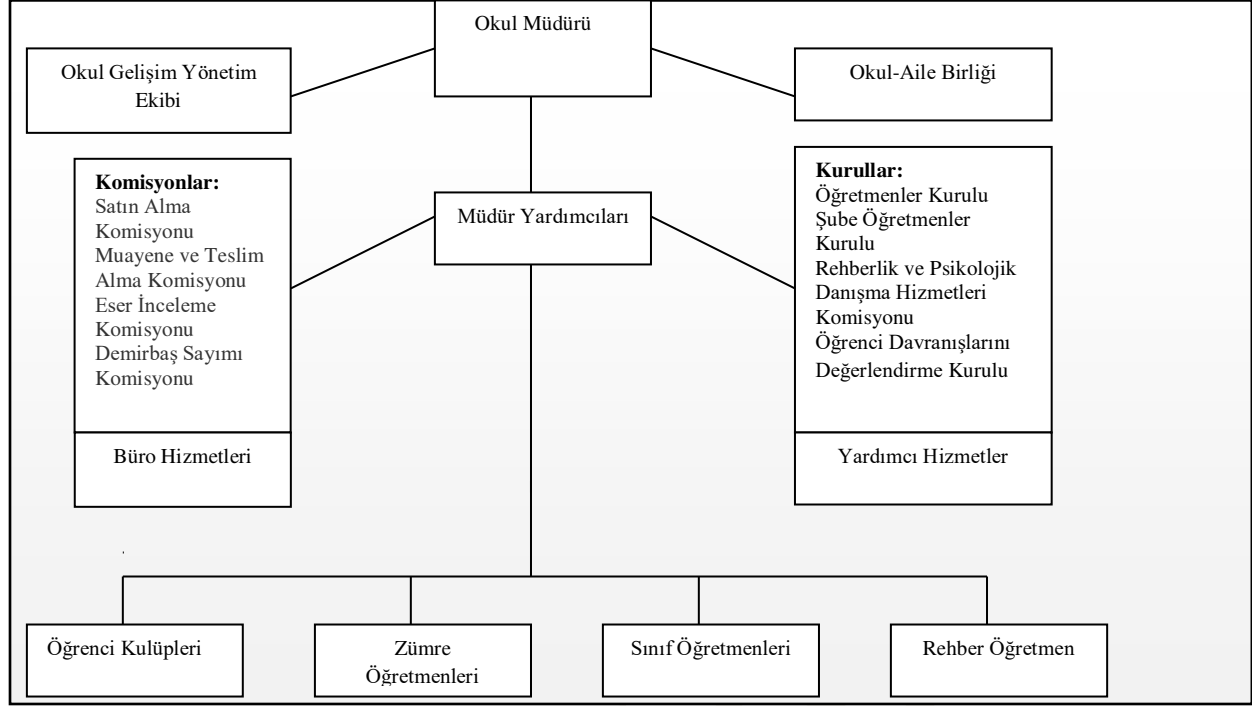 Okul Müdürü
Okul Gelişim Yönetim
Ekibi
Okul-Aile Birliği
Komisyonlar:
Satın Alma
Komisyonu
Muayene ve Teslim
Alma Komisyonu
Eser İnceleme
Komisyonu
Demirbaş Sayımı
Komisyonu
Müdür Yardımcıları
Kurullar:
Öğretmenler Kurulu
Şube Öğretmenler
Kurulu
Rehberlik ve Psikolojik
Danışma Hizmetleri
Komisyonu
Öğrenci Davranışlarını
Değerlendirme Kurulu
Büro Hizmetleri
Yardımcı Hizmetler
Öğrenci Kulüpleri
Zümre
Öğretmenleri
Sınıf Öğretmenleri
Rehber Öğretmen